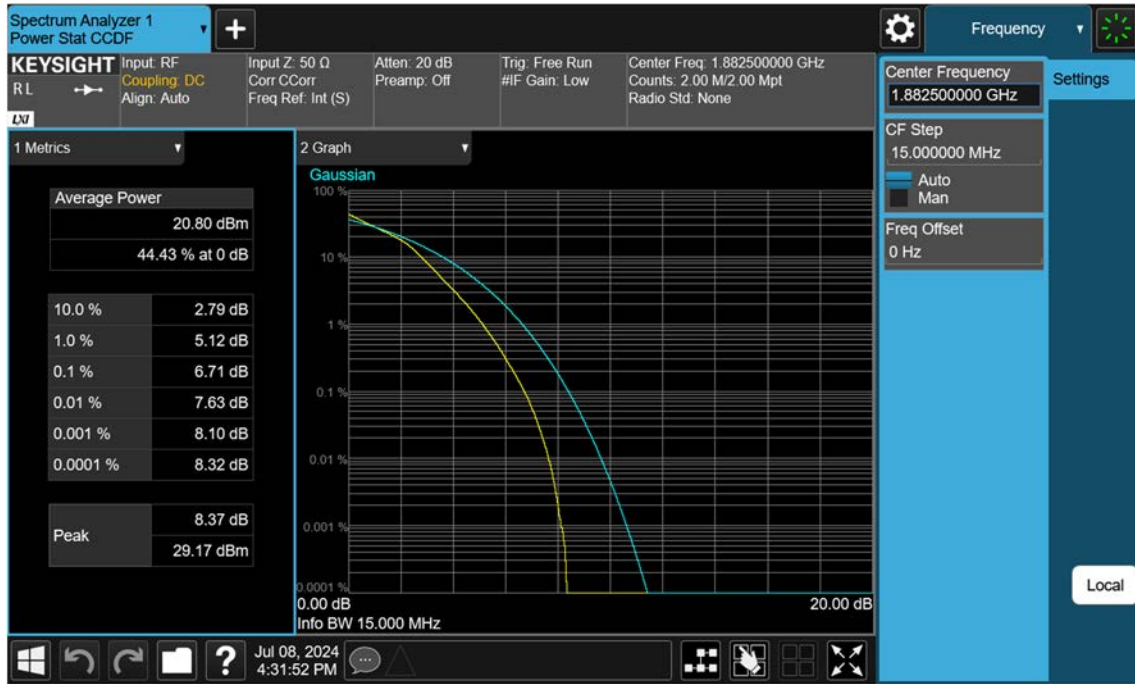 Spectrum Analyzer 1
Power Stat CCDF
Frequency
KEYSIGHT
R L
LXI
Input: RF
Coupling: DC
Align: Auto
Input Z: 50 Ω
Corr CCorr
Freq Ref: Int (S)
Atten: 20 dB
Preamp: Off
Trig: Free Run
#IF Gain: Low
Center Freq: 1.882500000 GHz
Counts: 2.00 M/2.00 Mpt
Radio Std: None
Center Frequency
1.882500000 GHz
Settings
CF Step
15.000000 MHz
Auto
Man
Freq Offset
0 Hz
1 Metrics
Average Power
20.80 dBm
44.43 % at 0 dB
10.0 % 2.79 dB
1.0 % 5.12 dB
0.1 % 6.71 dB
0.01 % 7.63 dB
0.001 % 8.10 dB
0.0001 % 8.32 dB
Peak
8.37 dB
29.17 dBm
2 Graph
Gaussian
100 %
10 %
1 %
0.1 %
0.01 %
0.001 %
0.0001 %
0.00 dB 20.00 dB
Info BW 15.000 MHz
Local
?
Jul 08, 2024
4:31:52 PM